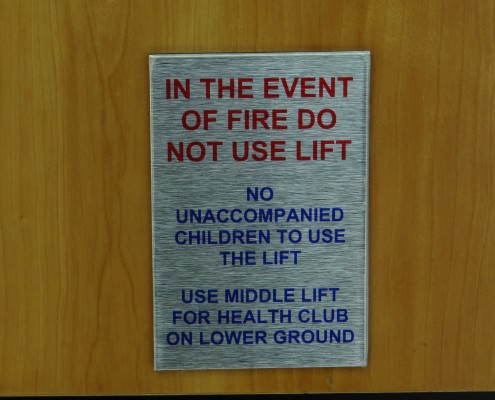 IN THE EVENT
OF FIRE DO
NOT USE LIFT
NO
UNACCOMPANIED
CHILDREN TO USE
THE LIFT
USE MIDDLE LIFT
FOR HEALTH CLUB
ON LOWER GROUND